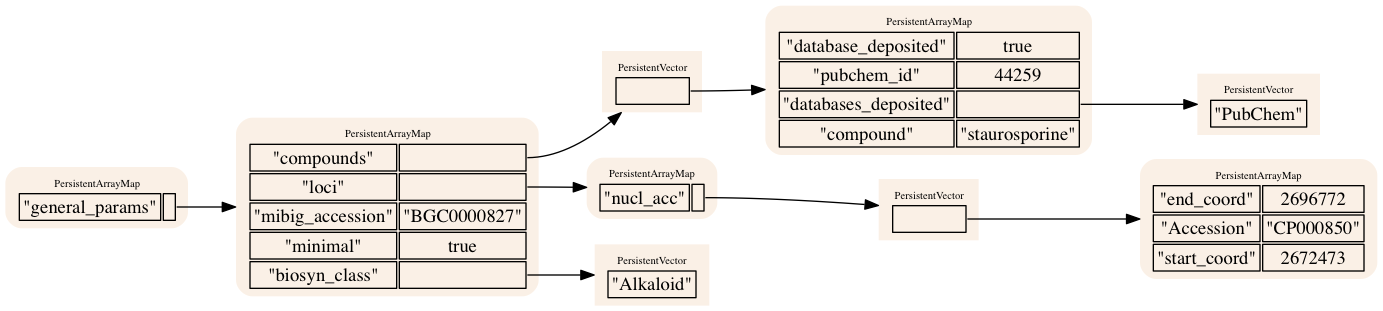 PersistentArrayMap
"general_params"
PersistentArrayMap
"compounds"
"loci"
"mibig_accession" "BGC0000827"
"minimal" true
"biosyn_class"
PersistentVector
PersistentArrayMap
"database_deposited" true
"pubchem_id" 44259
"databases_deposited"
"compound" "staurosporine"
PersistentVector
"PubChem"
PersistentArrayMap
"nucl_acc"
PersistentVector
PersistentArrayMap
"end_coord" 2696772
"Accession" "CP000850"
"start_coord" 2672473
PersistentVector
"Alkaloid"